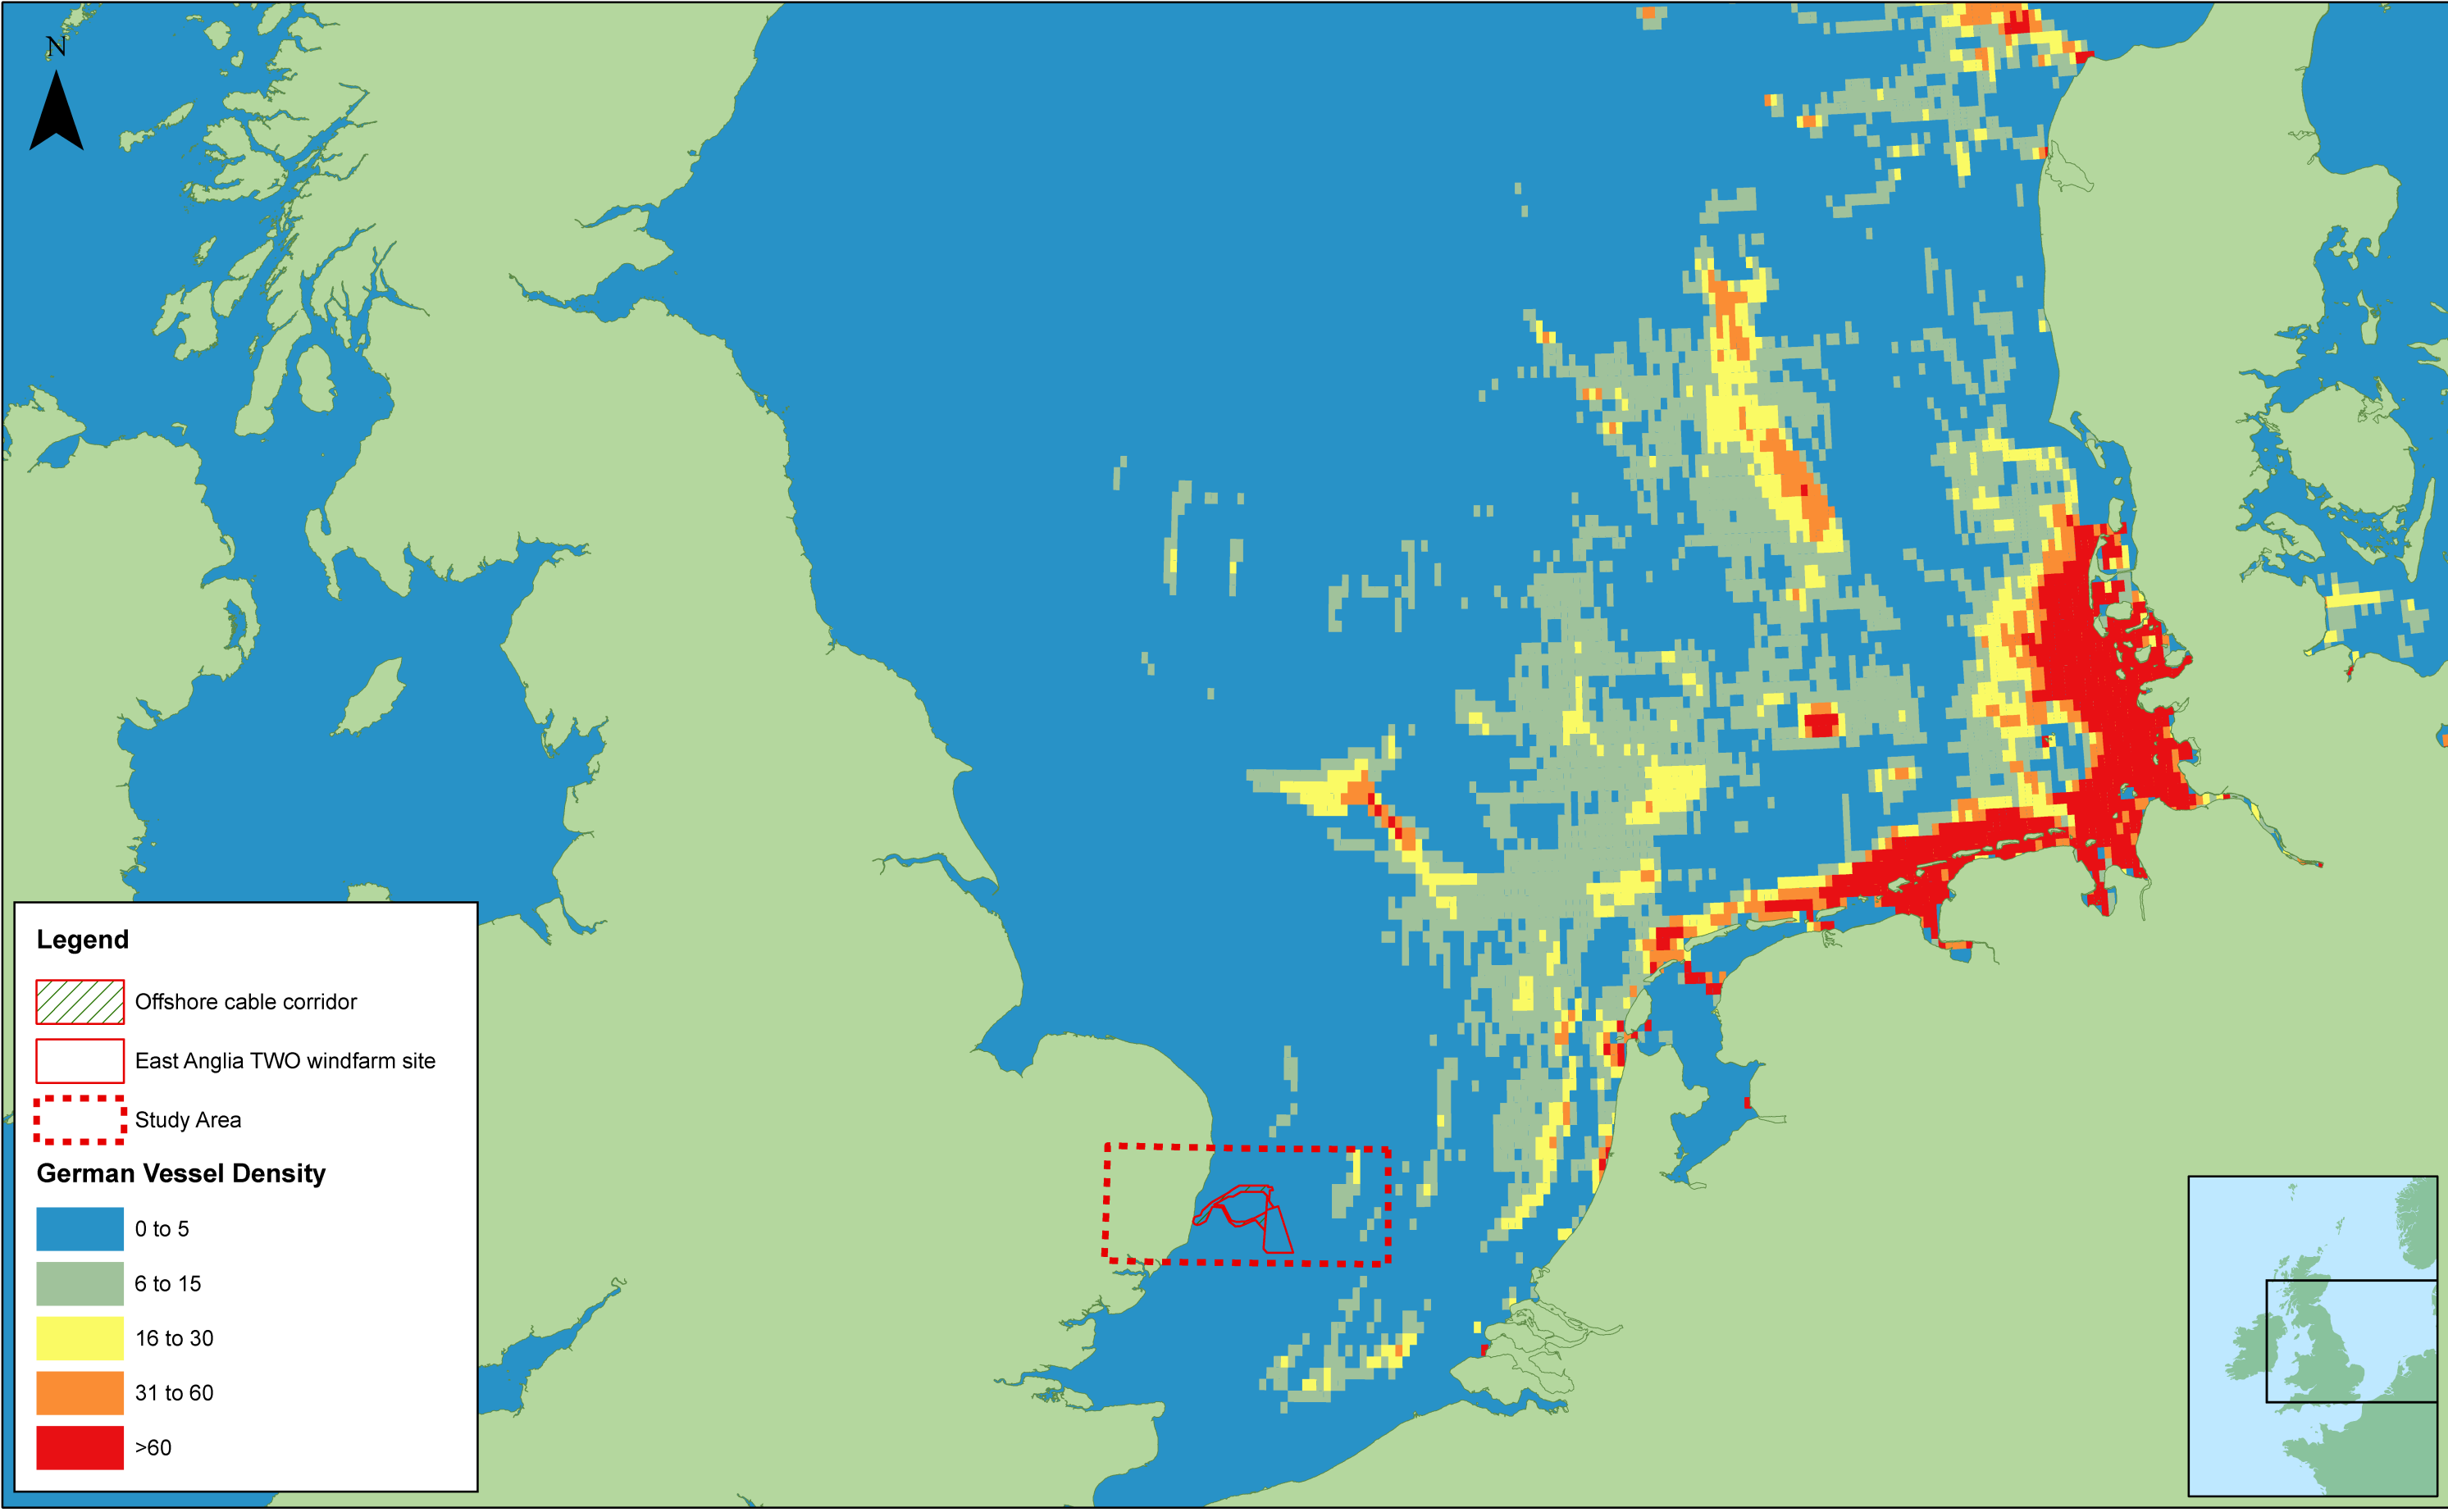 N
Legend
Offshore cable corridor
East Anglia TWO windfarm site
Study Area
German Vessel Density
0 to 5
6 to 15
16 to 30
31 to 60
>60